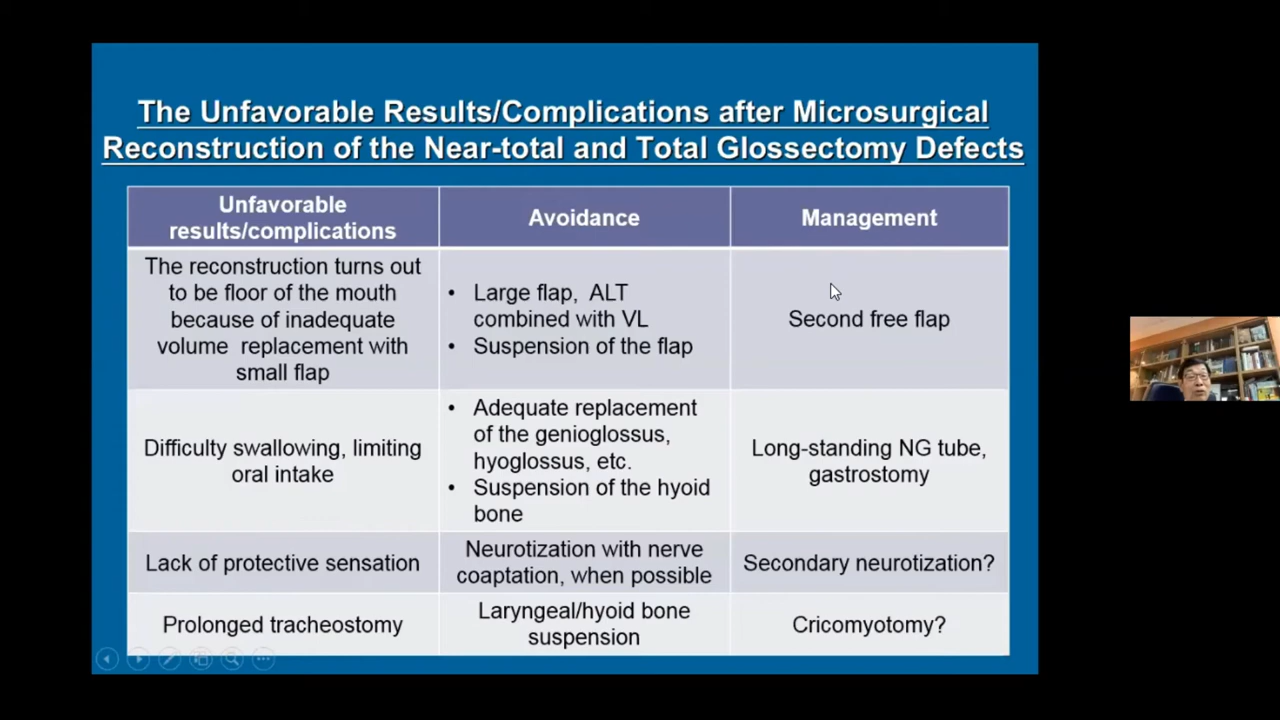 The Unfavorable Results/Complications after Microsurgical
Reconstruction of the Near-total and Total Glossectomy Defects
Unfavorable
results/complications
Avoidance
Management
The reconstruction turns out
to be floor of the mouth
because of inadequate
volume replacement with
small flap
• Large flap, ALT
combined with VL
• Suspension of the flap
Second free flap
Difficulty swallowing, limiting
oral intake
• Adequate replacement
of the genioglossus,
hyoglossus, etc.
• Suspension of the hyoid
bone
Long-standing NG tube,
gastrostomy
Lack of protective sensation
Neurotization with nerve
coaptation, when possible
Secondary neurotization?
Prolonged tracheostomy
Laryngeal/hyoid bone
suspension
Cricomyotomy?